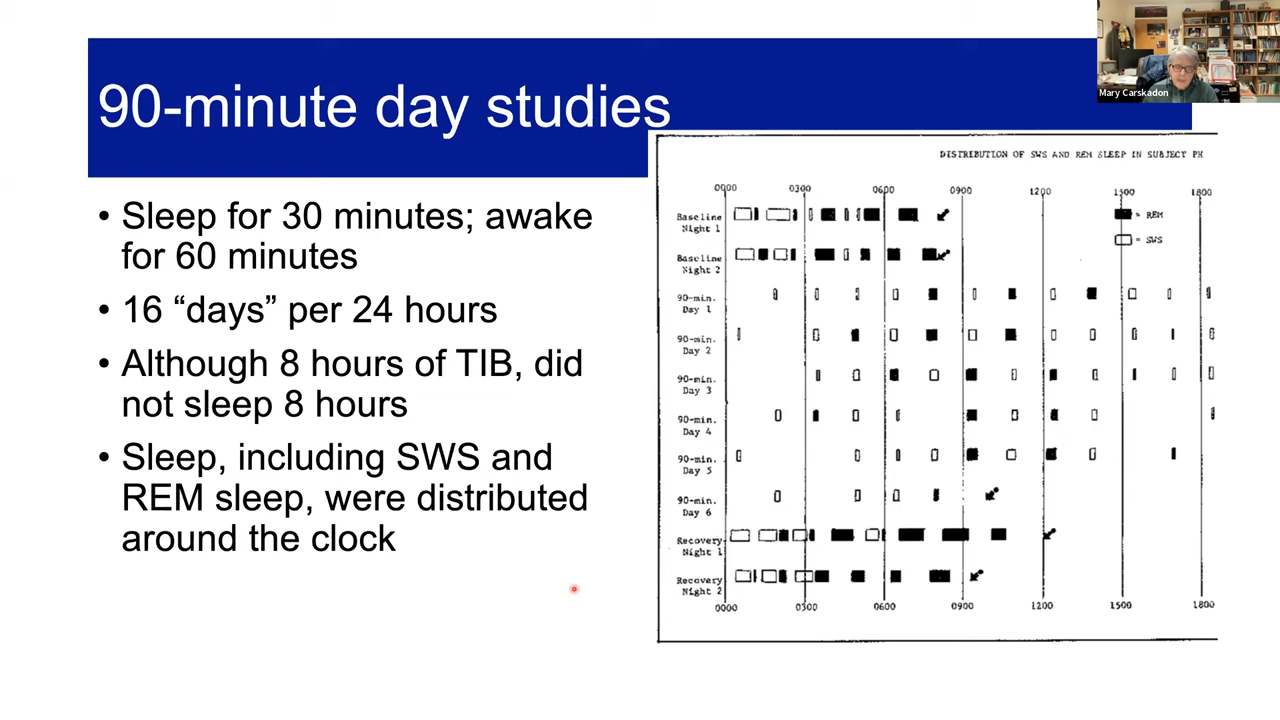 Mary Carskadon
90-minute day studies
• Sleep for 30 minutes; awake
for 60 minutes
• 16 “days” per 24 hours
• Although 8 hours of TIB, did
not sleep 8 hours
• Sleep, including SWS and
REM sleep, were distributed
around the clock
DISTRIBUTION OF SWS AND REM SLEEP IN SUBJECT PH
0000 0300 0600 0900 1200 1500 1800
= REM
= SWS
Baseline
Night 1
Baseline
Night 2
90-min.
Day 1
90-min.
Day 2
90-min.
Day 3
90-min.
Day 4
90-min.
Day 5
90-min.
Day 6
Recovery
Night 1
Recovery
Night 2
0000 0300 0600 0900 1200 1500 1800